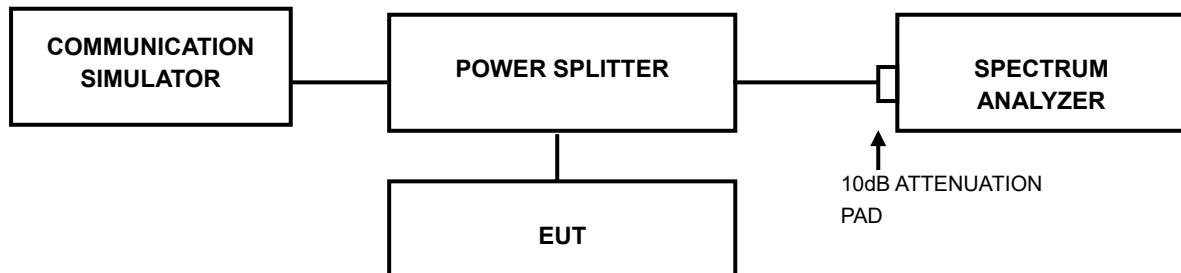 COMMUNICATION
SIMULATOR
POWER SPLITTER
SPECTRUM
ANALYZER
10dB ATTENUATION
PAD
EUT